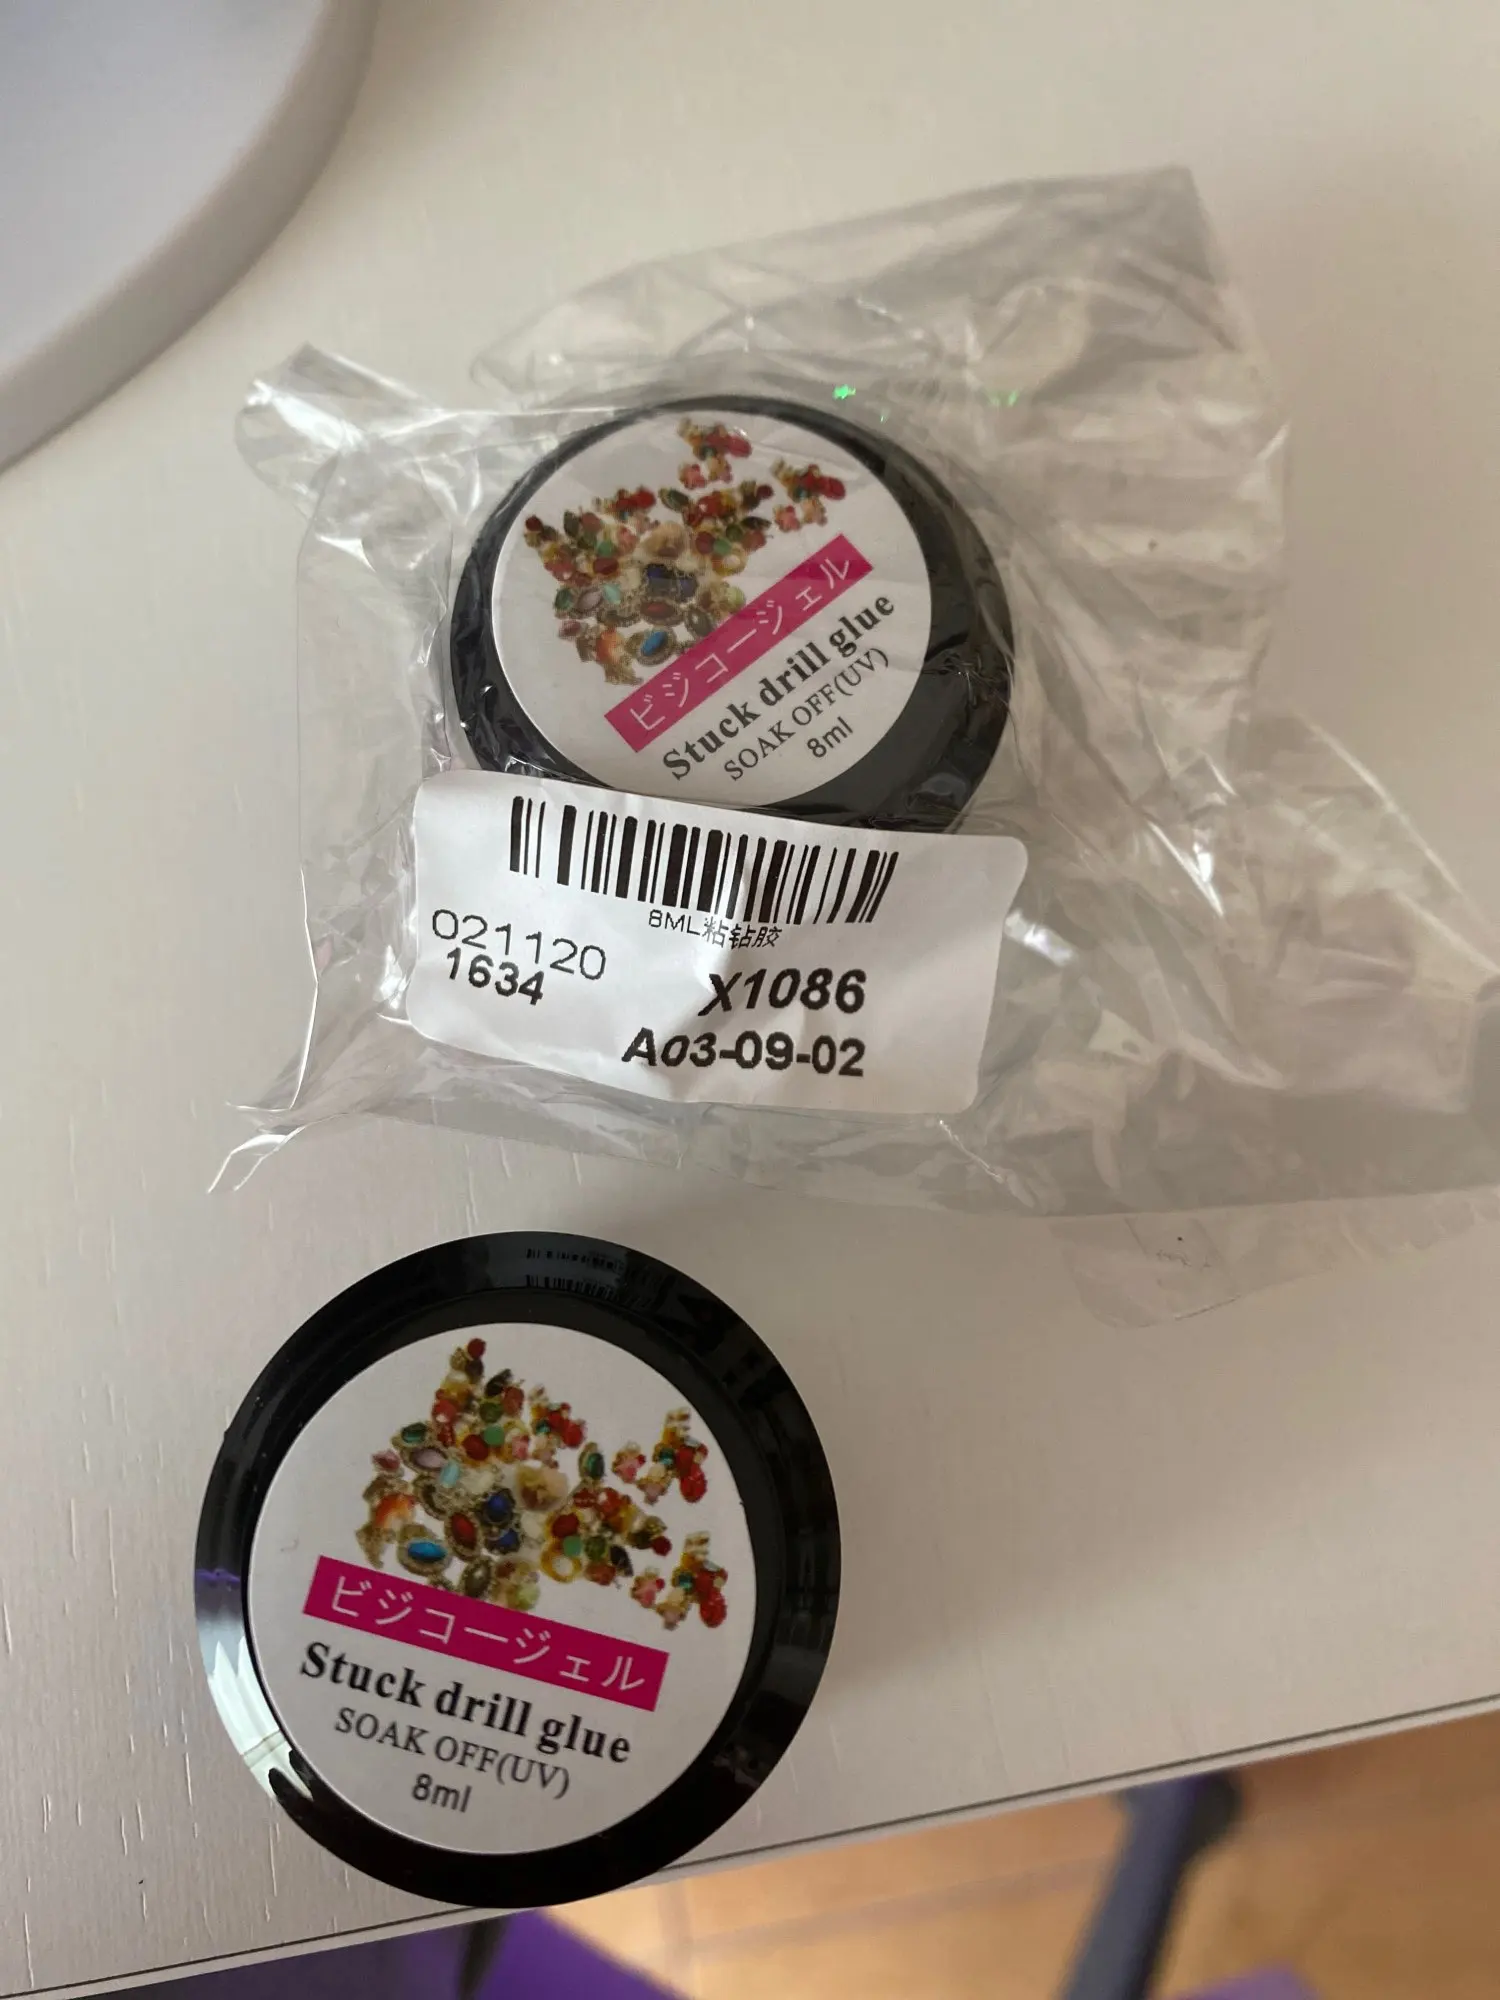 ビジコージェル
Stuck drill glue
SOAK OFF(UV)
8ml
8ML粘钻胶
021120
1634
X1086
A03-09-02
ビジコージェル
Stuck drill glue
SOAK OFF(UV)
8ml